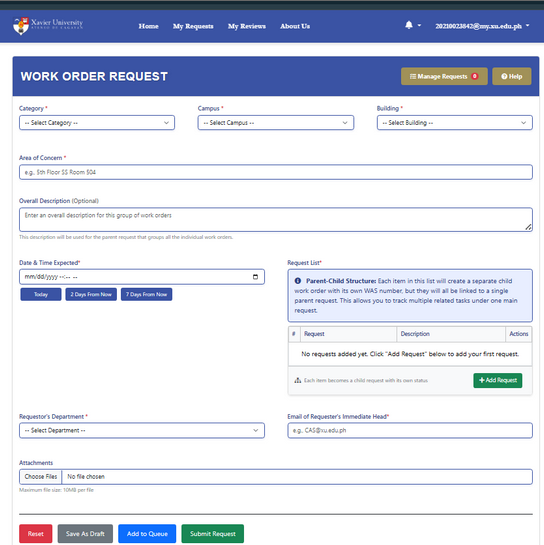 Xavier University
Home
My Requests
My Reviews
About Us
20210023842@my.xu.edu.ph
WORK ORDER REQUEST
Manage Requests 0
Help
Category *
Campus *
Building *
-- Select Category --
-- Select Campus --
-- Select Building --
Area of Concern *
e.g., 5th Floor SS Room 504
Overall Description (Optional)
Enter an overall description for this group of work orders
This description will be used for the parent request that groups all the individual work orders.
Date & Time Expected*
mm/dd/yyyy --:-- --
Today
2 Days From Now
7 Days From Now
Request List*
Parent-Child Structure: Each item in this list will create a separate child
work order with its own WAS number, but they will all be linked to a single
parent request. This allows you to track multiple related tasks under one main
request.
# Request Description Actions
No requests added yet. Click "Add Request" below to add your first request.
Each item becomes a child request with its own status
+ Add Request
Requestor's Department *
-- Select Department --
Email of Requester's Immediate Head*
e.g., CAS@xu.edu.ph
Attachments
Choose Files No file chosen
Maximum file size: 10MB per file
Reset
Save As Draft
Add to Queue
Submit Request